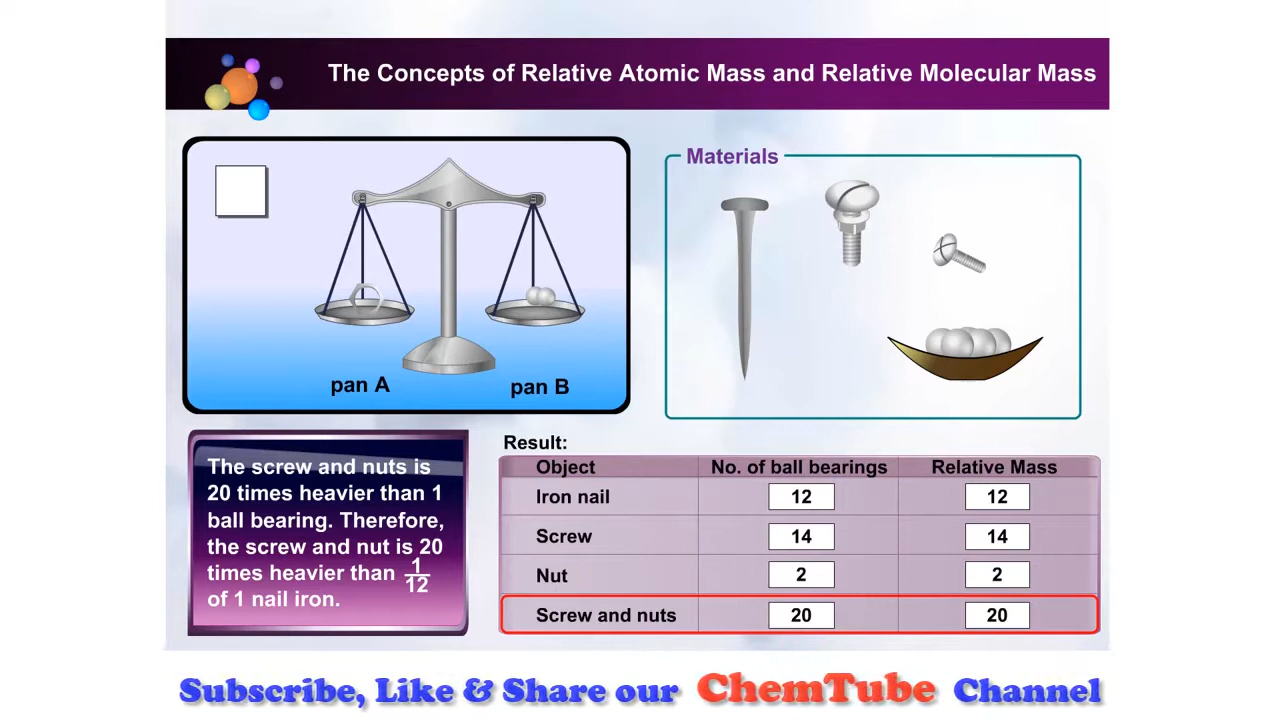 The Concepts of Relative Atomic Mass and Relative Molecular Mass
Materials
pan A
pan B
The screw and nuts is
20 times heavier than 1
ball bearing. Therefore,
the screw and nut is 20
times heavier than 1/12
of 1 nail iron.
Result:
Object No. of ball bearings Relative Mass
Iron nail 12 12
Screw 14 14
Nut 2 2
Screw and nuts 20 20
Subscribe, Like & Share our ChemTube Channel